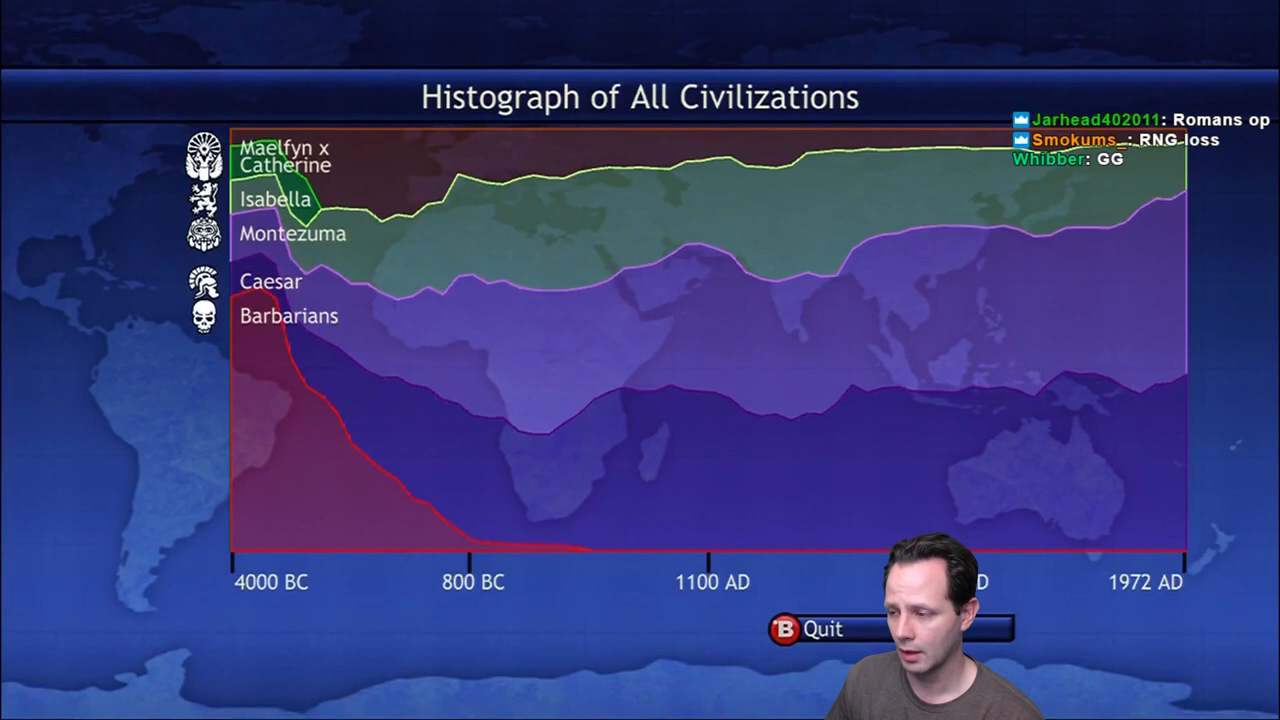 Histograph of All Civilizations
Jarhead402011: Romans op
Smokums_: RNG loss
Whibber: GG
Maelfyn x
Catherine
Isabella
Montezuma
Caesar
Barbarians
4000 BC
800 BC
1100 AD
D
1972 AD
B Quit